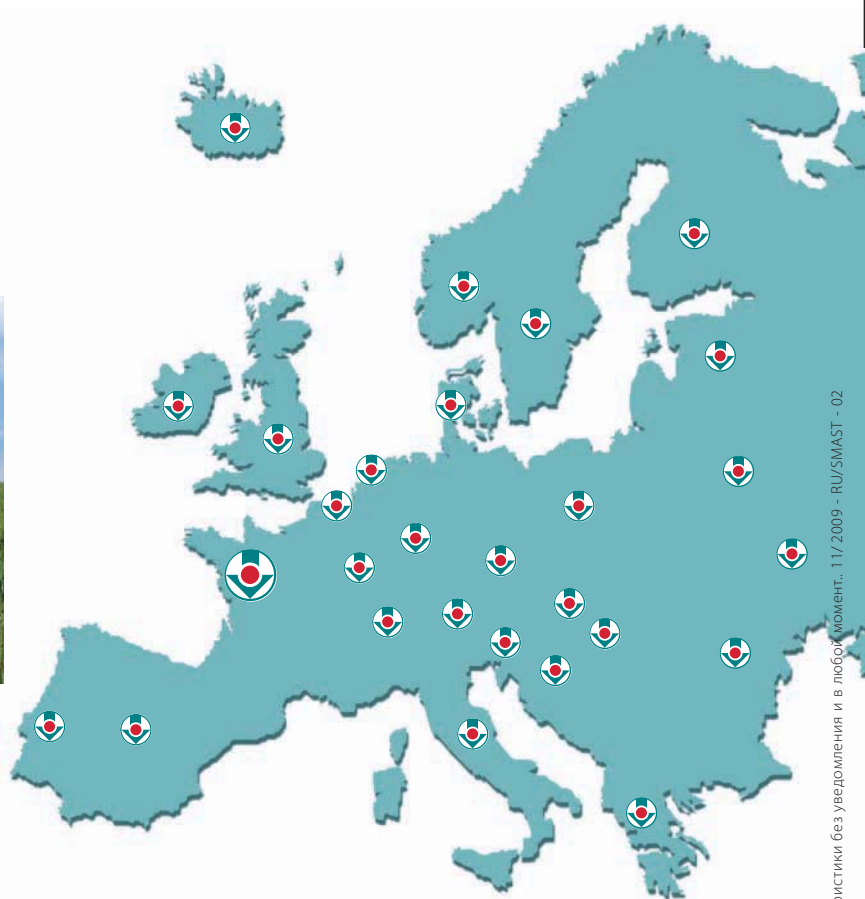 ристики без уведомления и в любой момент.. 11/2009 - RU/SMAST - 02